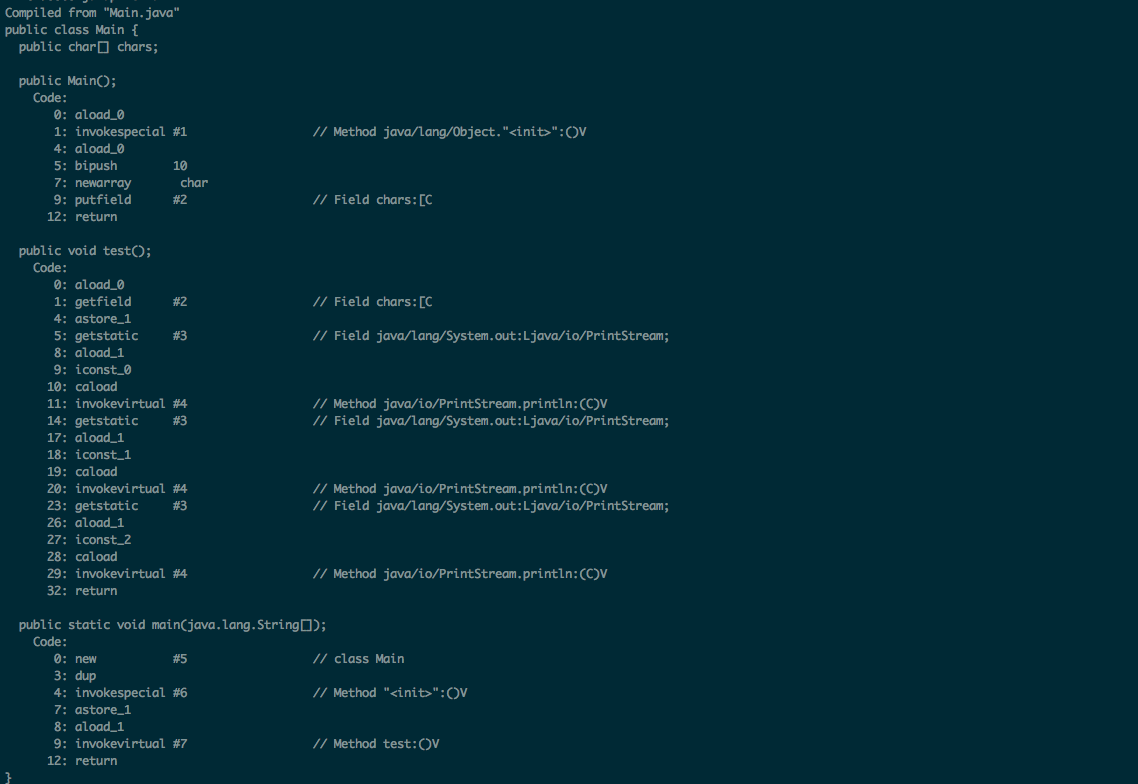 Compiled from "Main.java"
public class Main {
  public char[] chars;

  public Main();
    Code:
       0: aload_0
       1: invokespecial #1                  // Method java/lang/Object."<init>":()V
       4: aload_0
       5: bipush        10
       7: newarray       char
       9: putfield      #2                  // Field chars:[C
      12: return

  public void test();
    Code:
       0: aload_0
       1: getfield      #2                  // Field chars:[C
       4: astore_1
       5: getstatic     #3                  // Field java/lang/System.out:Ljava/io/PrintStream;
       8: aload_1
       9: iconst_0
      10: caload
      11: invokevirtual #4                  // Method java/io/PrintStream.println:(C)V
      14: getstatic     #3                  // Field java/lang/System.out:Ljava/io/PrintStream;
      17: aload_1
      18: iconst_1
      19: caload
      20: invokevirtual #4                  // Method java/io/PrintStream.println:(C)V
      23: getstatic     #3                  // Field java/lang/System.out:Ljava/io/PrintStream;
      26: aload_1
      27: iconst_2
      28: caload
      29: invokevirtual #4                  // Method java/io/PrintStream.println:(C)V
      32: return

  public static void main(java.lang.String[]);
    Code:
       0: new           #5                  // class Main
       3: dup
       4: invokespecial #6                  // Method "<init>":()V
       7: astore_1
       8: aload_1
       9: invokevirtual #7                  // Method test:()V
      12: return
}